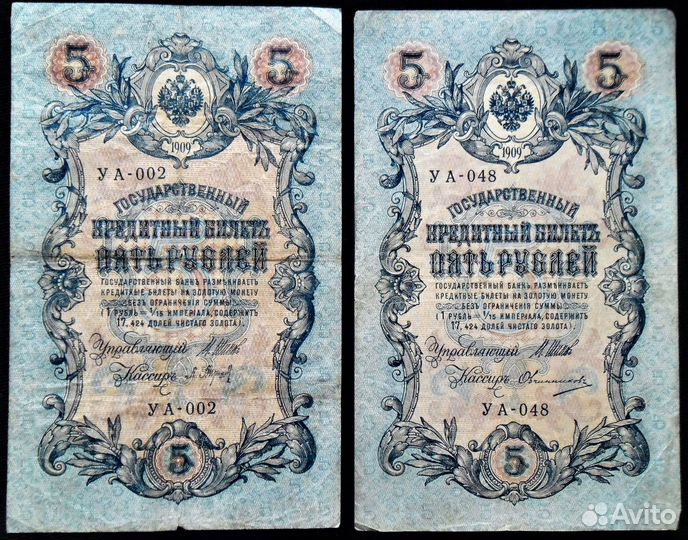 5 5
1909
УА-002
ГОСУДАРСТВЕННЫЙ
КРЕДИТНЫЙ БИЛЕТЪ
ПЯТЬ РУБЛЕЙ
ГОСУДАРСТВЕННЫЙ БАНКЪ РАЗМѢНИВАЕТЪ
КРЕДИТНЫЕ БИЛЕТЫ НА ЗОЛОТУЮ МОНЕТУ
БЕЗЪ ОГРАНИЧЕНІЯ СУММЫ
(1 РУБЛЬ = 1/15 ИМПЕРІАЛА, СОДЕРЖИТЪ
17,424 ДОЛЕЙ ЧИСТАГО ЗОЛОТА).
Управляющій
Кассиръ
УА-002
5
5 5
1909
УА-048
ГОСУДАРСТВЕННЫЙ
КРЕДИТНЫЙ БИЛЕТЪ
ПЯТЬ РУБЛЕЙ
ГОСУДАРСТВЕННЫЙ БАНКЪ РАЗМѢНИВАЕТЪ
КРЕДИТНЫЕ БИЛЕТЫ НА ЗОЛОТУЮ МОНЕТУ
БЕЗЪ ОГРАНИЧЕНІЯ СУММЫ
(1 РУБЛЬ = 1/15 ИМПЕРІАЛА, СОДЕРЖИТЪ
17,424 ДОЛЕЙ ЧИСТАГО ЗОЛОТА).
Управляющій
Кассиръ Овчинниковъ
УА-048
5
Avito